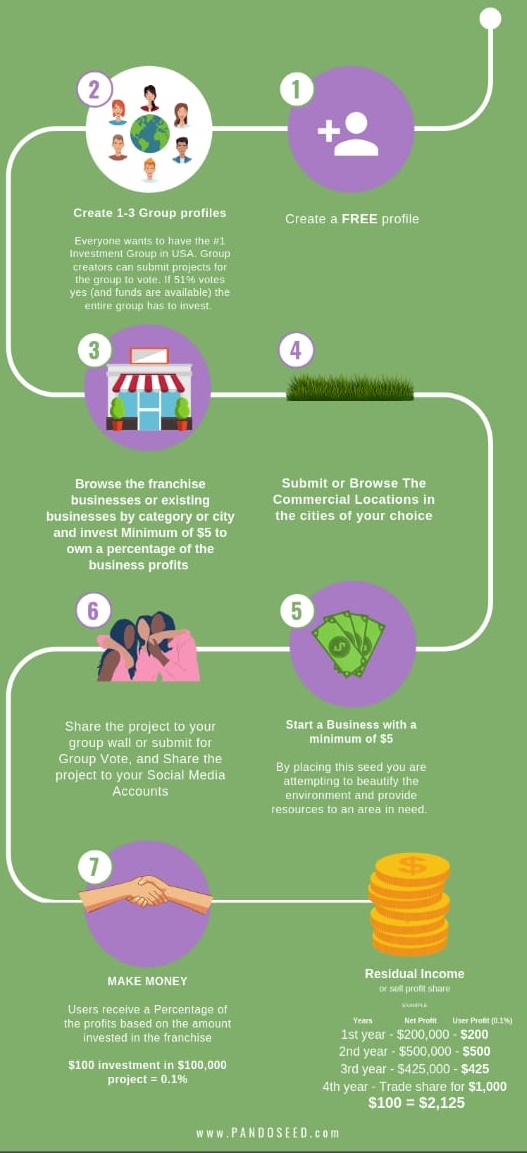 1
Create a FREE profile
2
Create 1-3 Group profiles
Everyone wants to have the #1
Investment Group in USA. Group
creators can submit projects for
the group to vote. If 51% votes
yes (and funds are available) the
entire group has to invest.
3
Browse the franchise
businesses or existing
businesses by category or city
and invest Minimum of $5 to
own a percentage of the
business profits
4
Submit or Browse The
Commercial Locations in
the cities of your choice
5
Start a Business with a
minimum of $5
By placing this seed you are
attempting to beautify the
environment and provide
resources to an area in need.
6
Share the project to your
group wall or submit for
Group Vote, and Share the
project to your Social Media
Accounts
7
MAKE MONEY
Users receive a Percentage of
the profits based on the amount
invested in the franchise
$100 investment in $100,000
project = 0.1%
$
Residual Income
or sell profit share
EXAMPLE
Years Net Profit User Profit (0.1%)
1st year - $200,000 - $200
2nd year - $500,000 - $500
3rd year - $425,000 - $425
4th year - Trade share for $1,000
$100 = $2,125
www.PANDOSEED.com